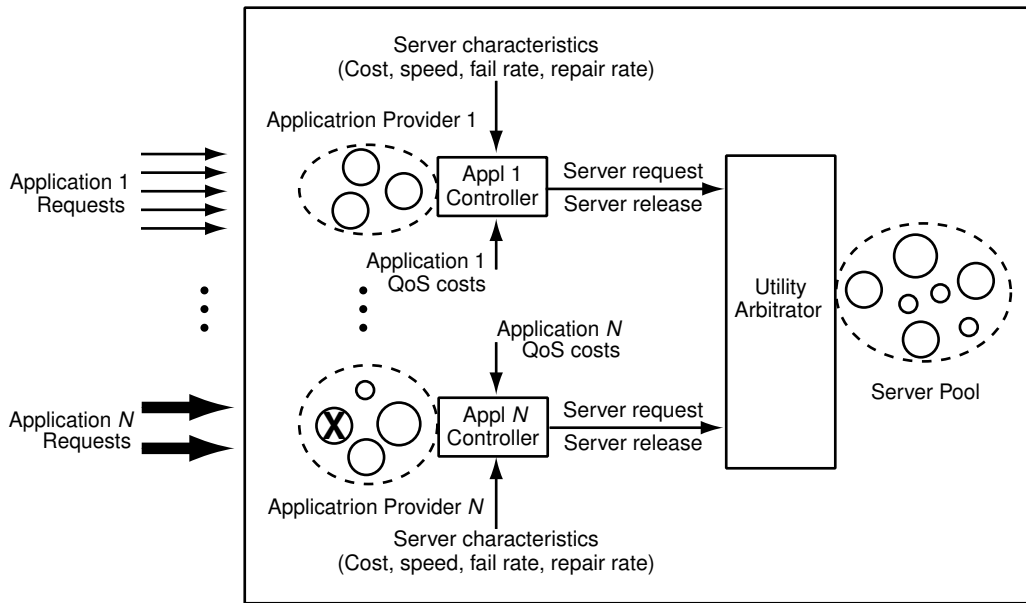 Server characteristics
(Cost, speed, fail rate, repair rate)
Applicatrion Provider 1
Application 1
Requests
Appl 1
Controller
Server request
Server release
Application 1
QoS costs
Utility
Arbitrator
Server Pool
Application N
QoS costs
Application N
Requests
X
Appl N
Controller
Server request
Server release
Applicatrion Provider N
Server characteristics
(Cost, speed, fail rate, repair rate)